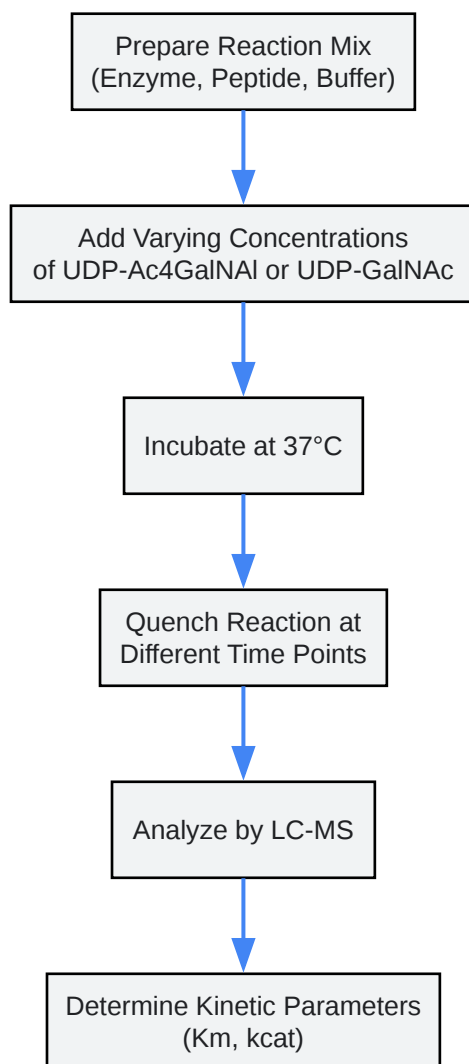 Prepare Reaction Mix
(Enzyme, Peptide, Buffer)
Add Varying Concentrations
of UDP-Ac4GalNAl or UDP-GalNAc
Incubate at 37°C
Quench Reaction at
Different Time Points
Analyze by LC-MS
Determine Kinetic Parameters
(Km, kcat)